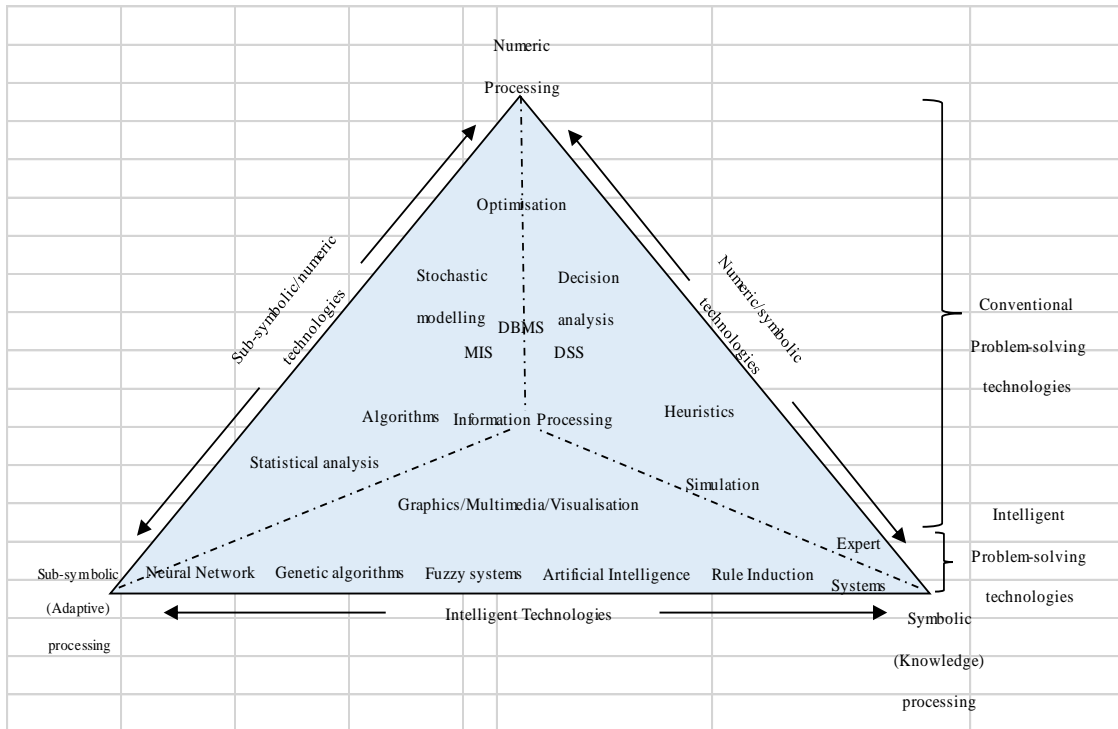 Numeric
Processing
Optimisation
Sub-symbolic/numeric
technologies
Numeric/symbolic
technologies
Stochastic
modelling
Decision
analysis
DBMS
MIS
DSS
Conventional
Problem-solving
technologies
Algorithms
Information Processing
Heuristics
Statistical analysis
Simulation
Graphics/Multimedia/Visualisation
Intelligent
Problem-solving
technologies
Expert
Systems
Neural Network
Genetic algorithms
Fuzzy systems
Artificial Intelligence
Rule Induction
Sub-symbolic
(Adaptive)
processing
Intelligent Technologies
Symbolic
(Knowledge)
processing